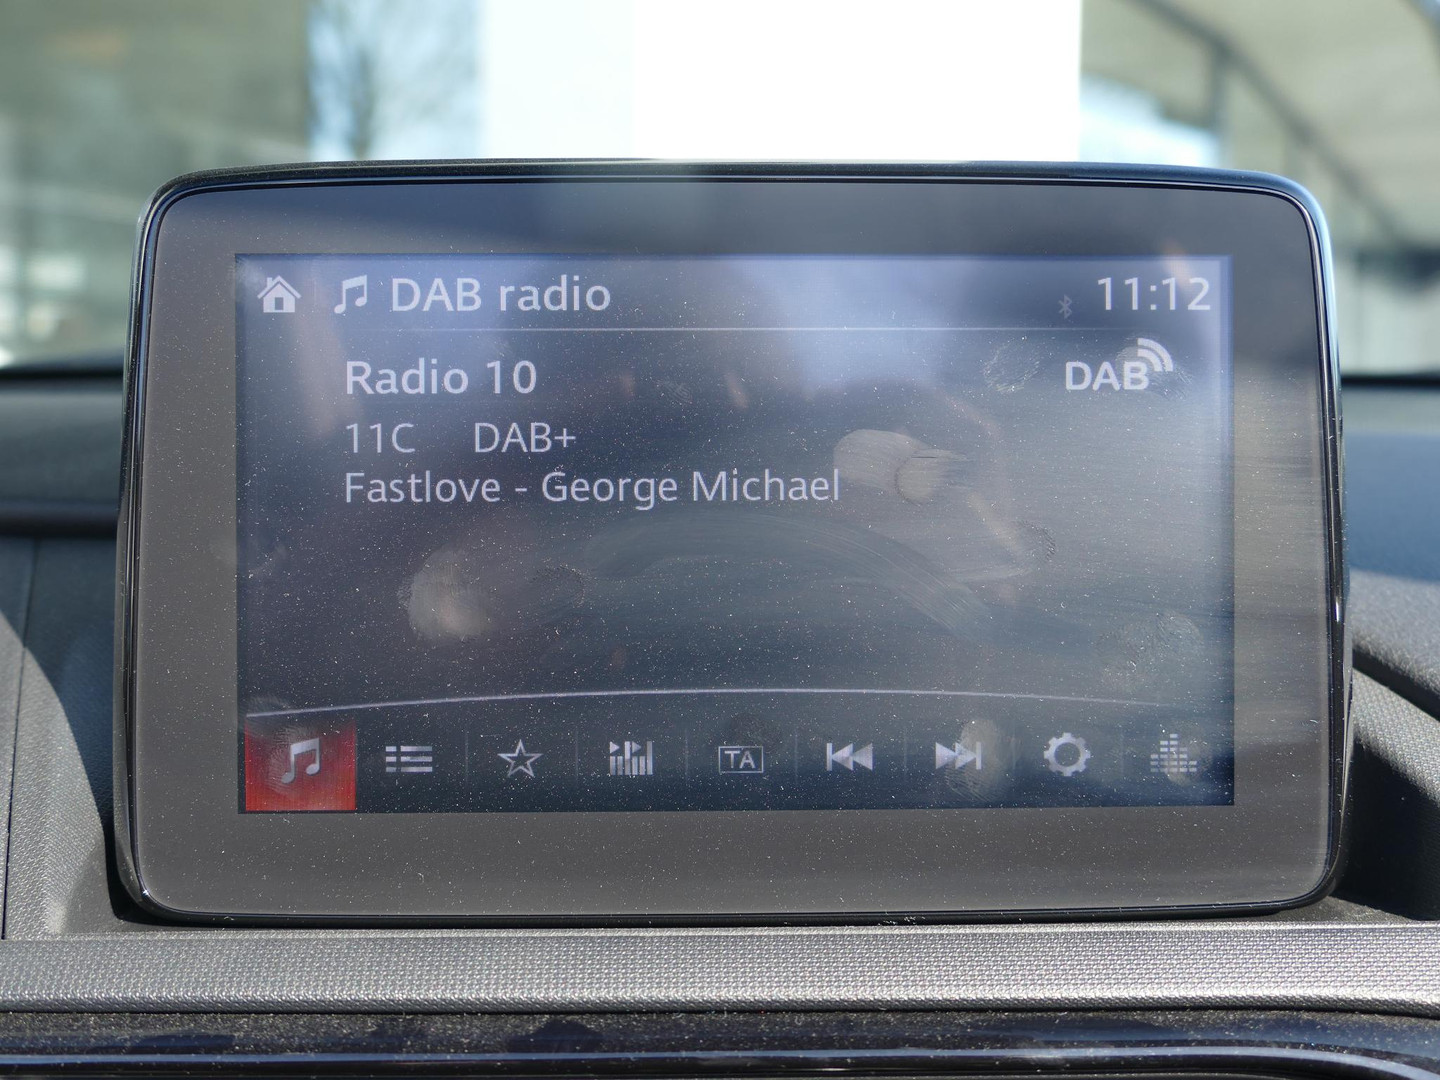 DAB radio 11:12
Radio 10 DAB
11C DAB+
Fastlove - George Michael
TA